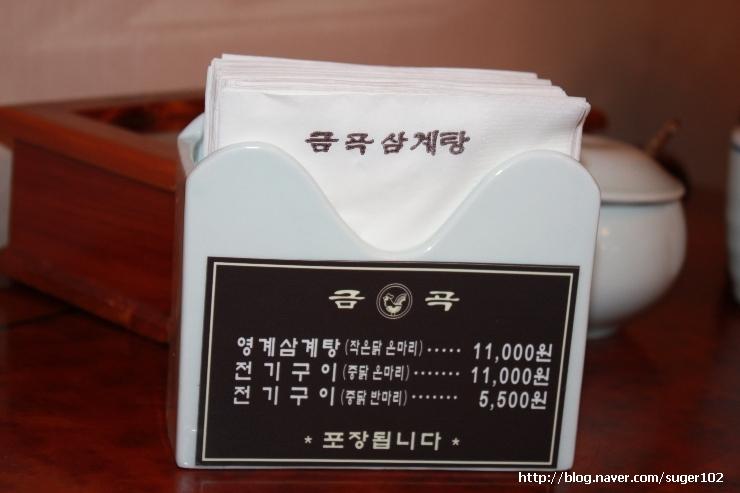 금곡삼계탕
금 곡
영계삼계탕 (작은닭 온마리) ····· 11,000원
전기구이 (중닭 온마리) ······· 11,000원
전기구이 (중닭 반마리) ······· 5,500원
* 포장됩니다 *
http://blog.naver.com/suger102